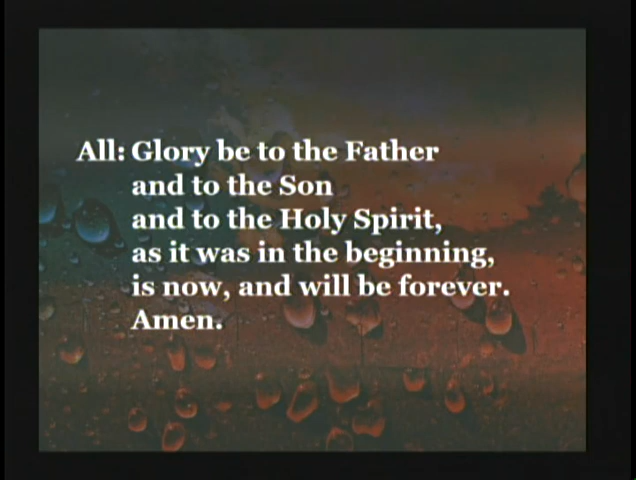 All: Glory be to the Father
and to the Son
and to the Holy Spirit,
as it was in the beginning,
is now, and will be forever.
Amen.